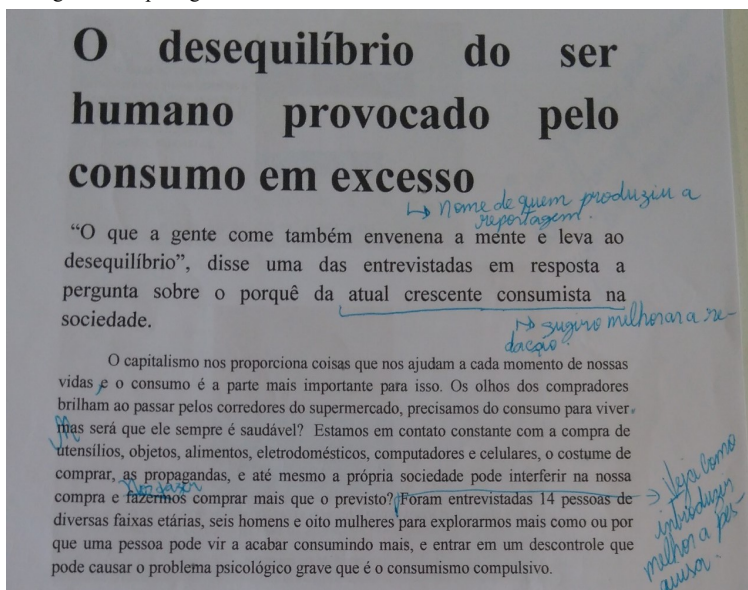 O desequilíbrio do ser
humano provocado pelo
consumo em excesso
↳ nome de quem produziu a
reportagem.
“O que a gente come também envenena a mente e leva ao
desequilíbrio”, disse uma das entrevistadas em resposta a
pergunta sobre o porquê da atual crescente consumista na
sociedade.
↳ sugiro melhorar a re-
dação.
O capitalismo nos proporciona coisas que nos ajudam a cada momento de nossas
vidas, e o consumo é a parte mais importante para isso. Os olhos dos compradores
brilham ao passar pelos corredores do supermercado, precisamos do consumo para viver.
M
mas será que ele sempre é saudável? Estamos em contato constante com a compra de
utensílios, objetos, alimentos, eletrodomésticos, computadores e celulares, o costume de
comprar, as propagandas, e até mesmo a própria sociedade pode interferir na nossa
nos fazer
compra e fazermos comprar mais que o previsto? Foram entrevistadas 14 pessoas de
diversas faixas etárias, seis homens e oito mulheres para explorarmos mais como ou por
que uma pessoa pode vir a acabar consumindo mais, e entrar em um descontrole que
pode causar o problema psicológico grave que é o consumismo compulsivo.
→ Veja como
introduzir
melhor a pes-
quisa.